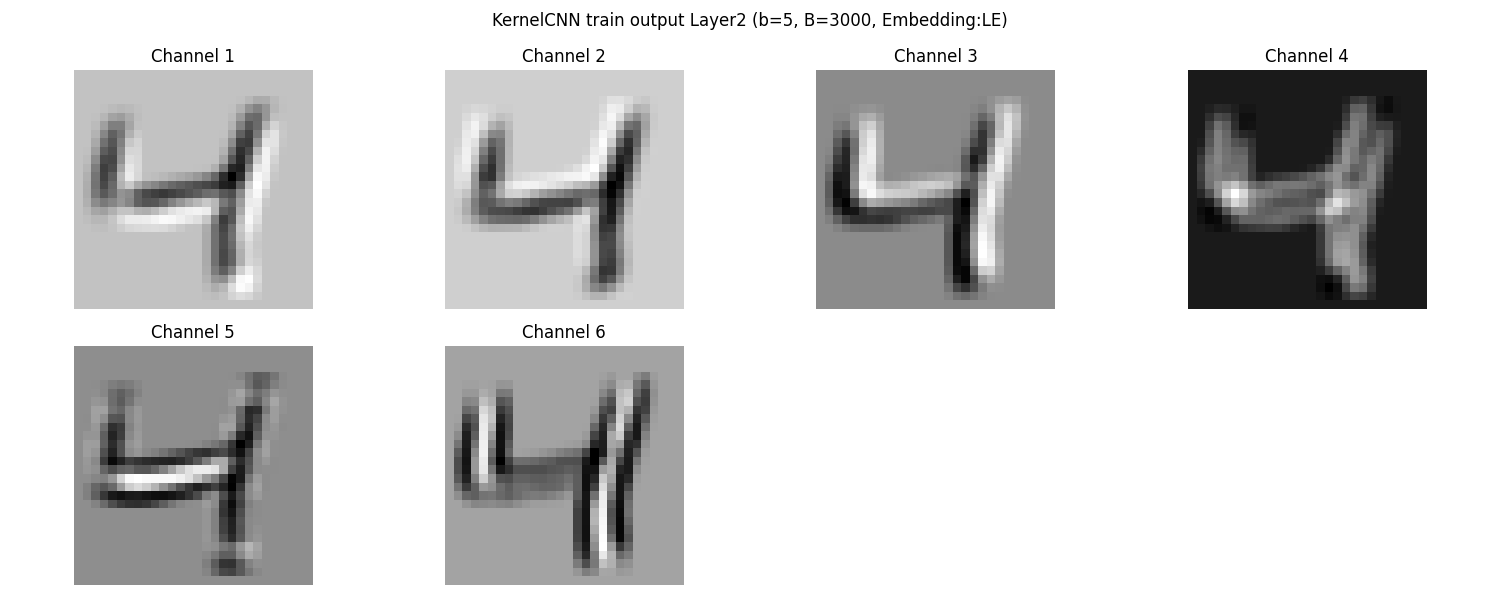 KernelCNN train output Layer2 (b=5, B=3000, Embedding:LE)
Channel 1
Channel 2
Channel 3
Channel 4
Channel 5
Channel 6